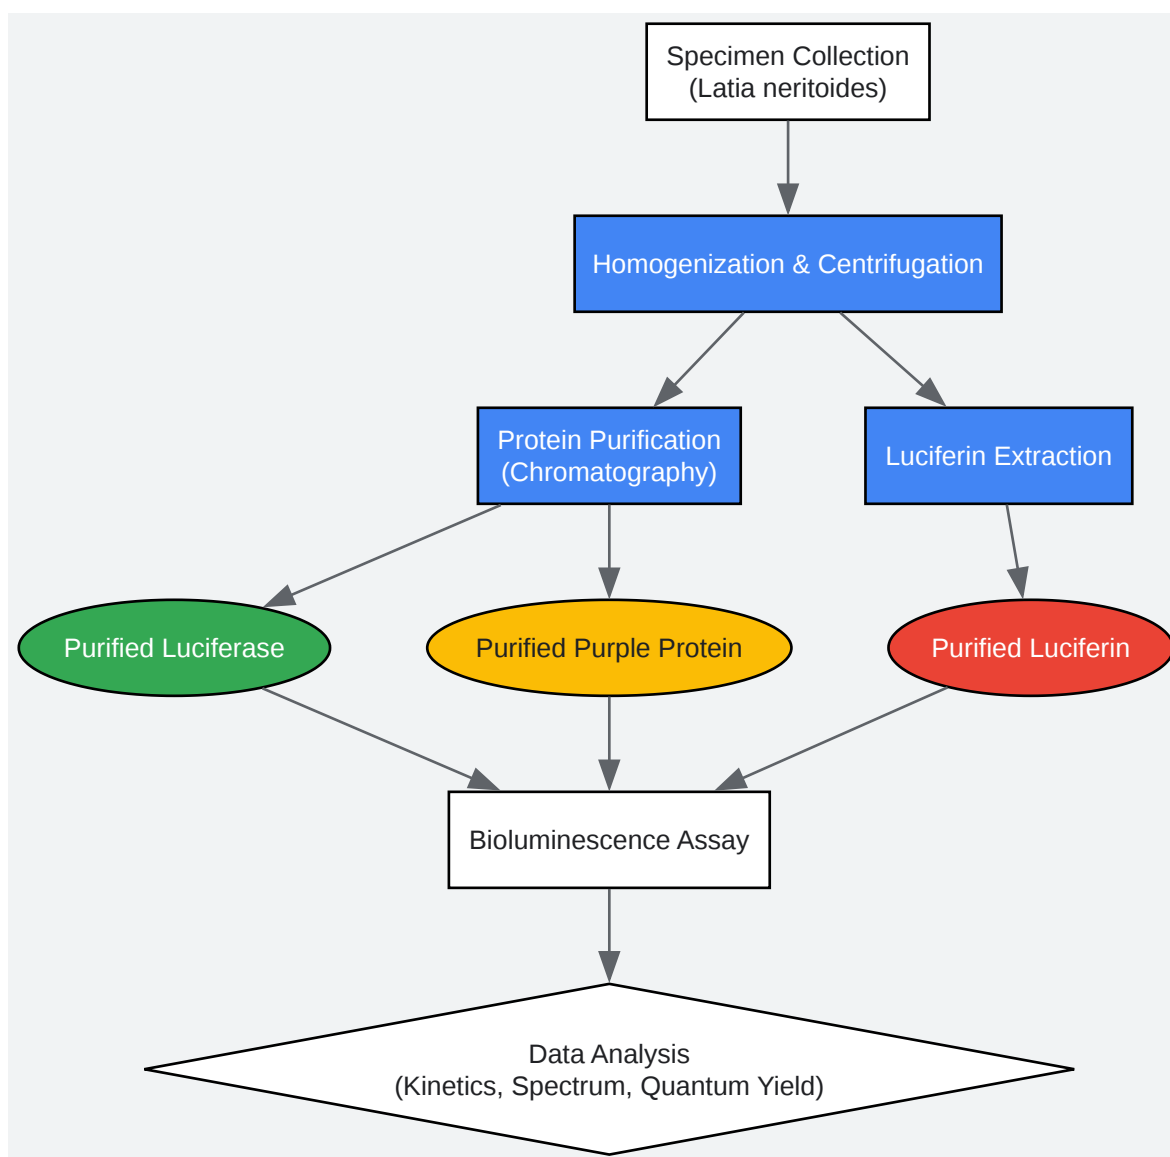 Specimen Collection
(Latia neritoides)
Homogenization & Centrifugation
Protein Purification
(Chromatography)
Luciferin Extraction
Purified Luciferase
Purified Purple Protein
Purified Luciferin
Bioluminescence Assay
Data Analysis
(Kinetics, Spectrum, Quantum Yield)